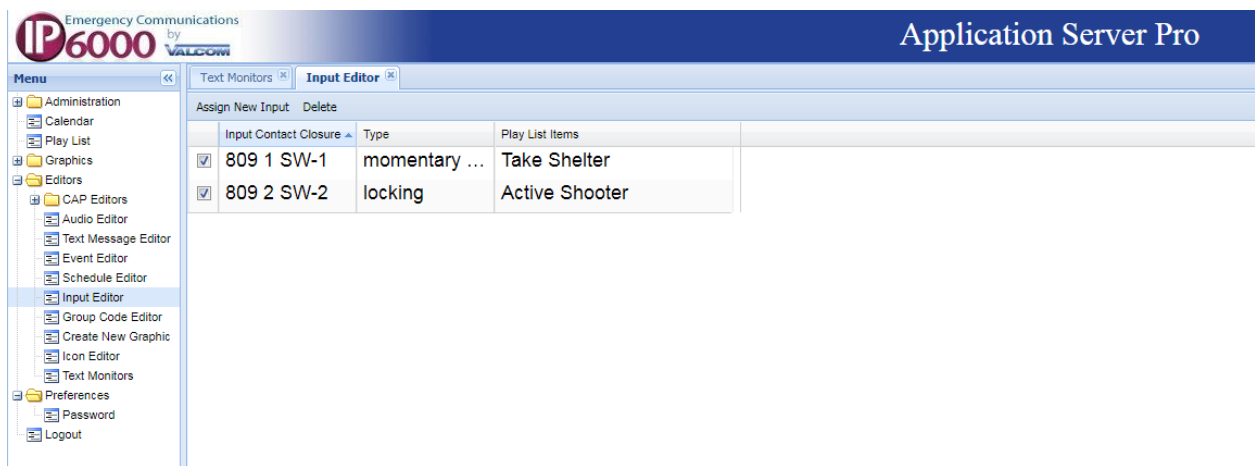 Emergency Communications
IP6000 by VALCOM
Application Server Pro
Menu
Administration
Calendar
Play List
Graphics
Editors
CAP Editors
Audio Editor
Text Message Editor
Event Editor
Schedule Editor
Input Editor
Group Code Editor
Create New Graphic
Icon Editor
Text Monitors
Preferences
Password
Logout
Text Monitors Input Editor
Assign New Input Delete
Input Contact Closure Type Play List Items
809 1 SW-1 momentary ... Take Shelter
809 2 SW-2 locking Active Shooter